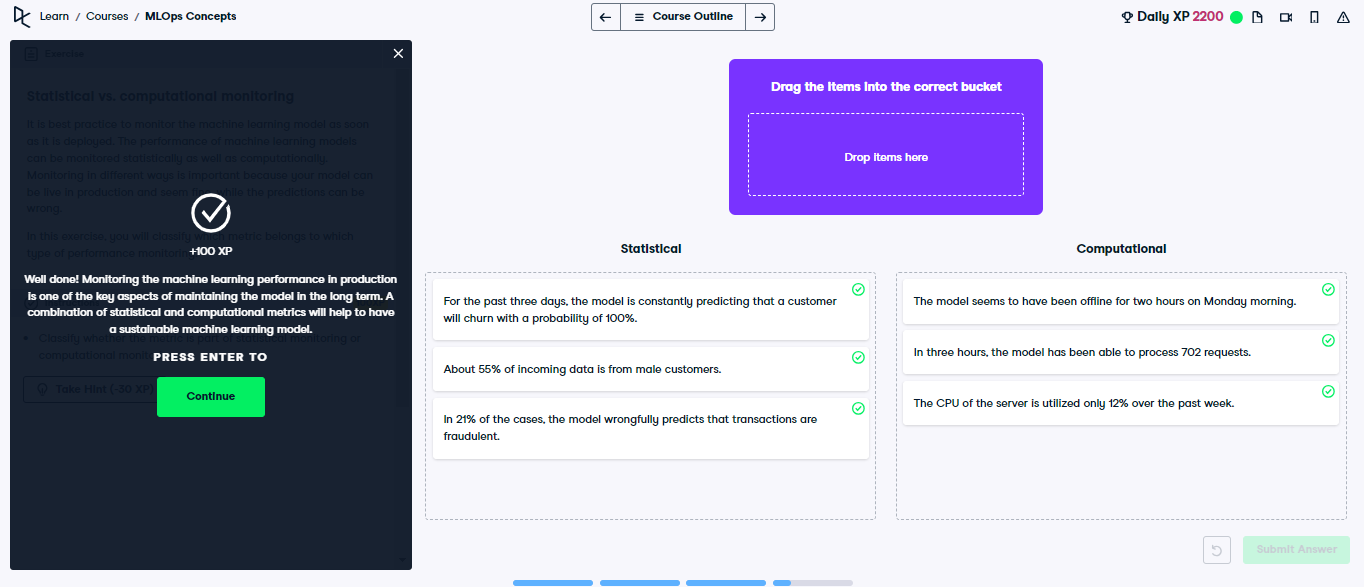 Learn / Courses / MLOps Concepts
Course Outline
Daily XP 2200
Exercise
Statistical vs. computational monitoring
It is best practice to monitor the machine learning model as soon
as it is deployed. The performance of machine learning models
can be monitored statistically as well as computationally.
Monitoring in different ways is important because your model can
be live in production and seem fine while the predictions can be
wrong.
In this exercise, you will classify which metric belongs to which
type of performance monitoring
+100 XP
Well done! Monitoring the machine learning performance in production
is one of the key aspects of maintaining the model in the long term. A
combination of statistical and computational metrics will help to have
a sustainable machine learning model.
Classify whether the metric is part of statistical monitoring or
computational
PRESS ENTER TO
Take Hint (-30 XP)
Continue
Drag the items into the correct bucket
Drop items here
Statistical
For the past three days, the model is constantly predicting that a customer
will churn with a probability of 100%.
About 55% of incoming data is from male customers.
In 21% of the cases, the model wrongfully predicts that transactions are
fraudulent.
Computational
The model seems to have been offline for two hours on Monday morning.
In three hours, the model has been able to process 702 requests.
The CPU of the server is utilized only 12% over the past week.
Submit Answer